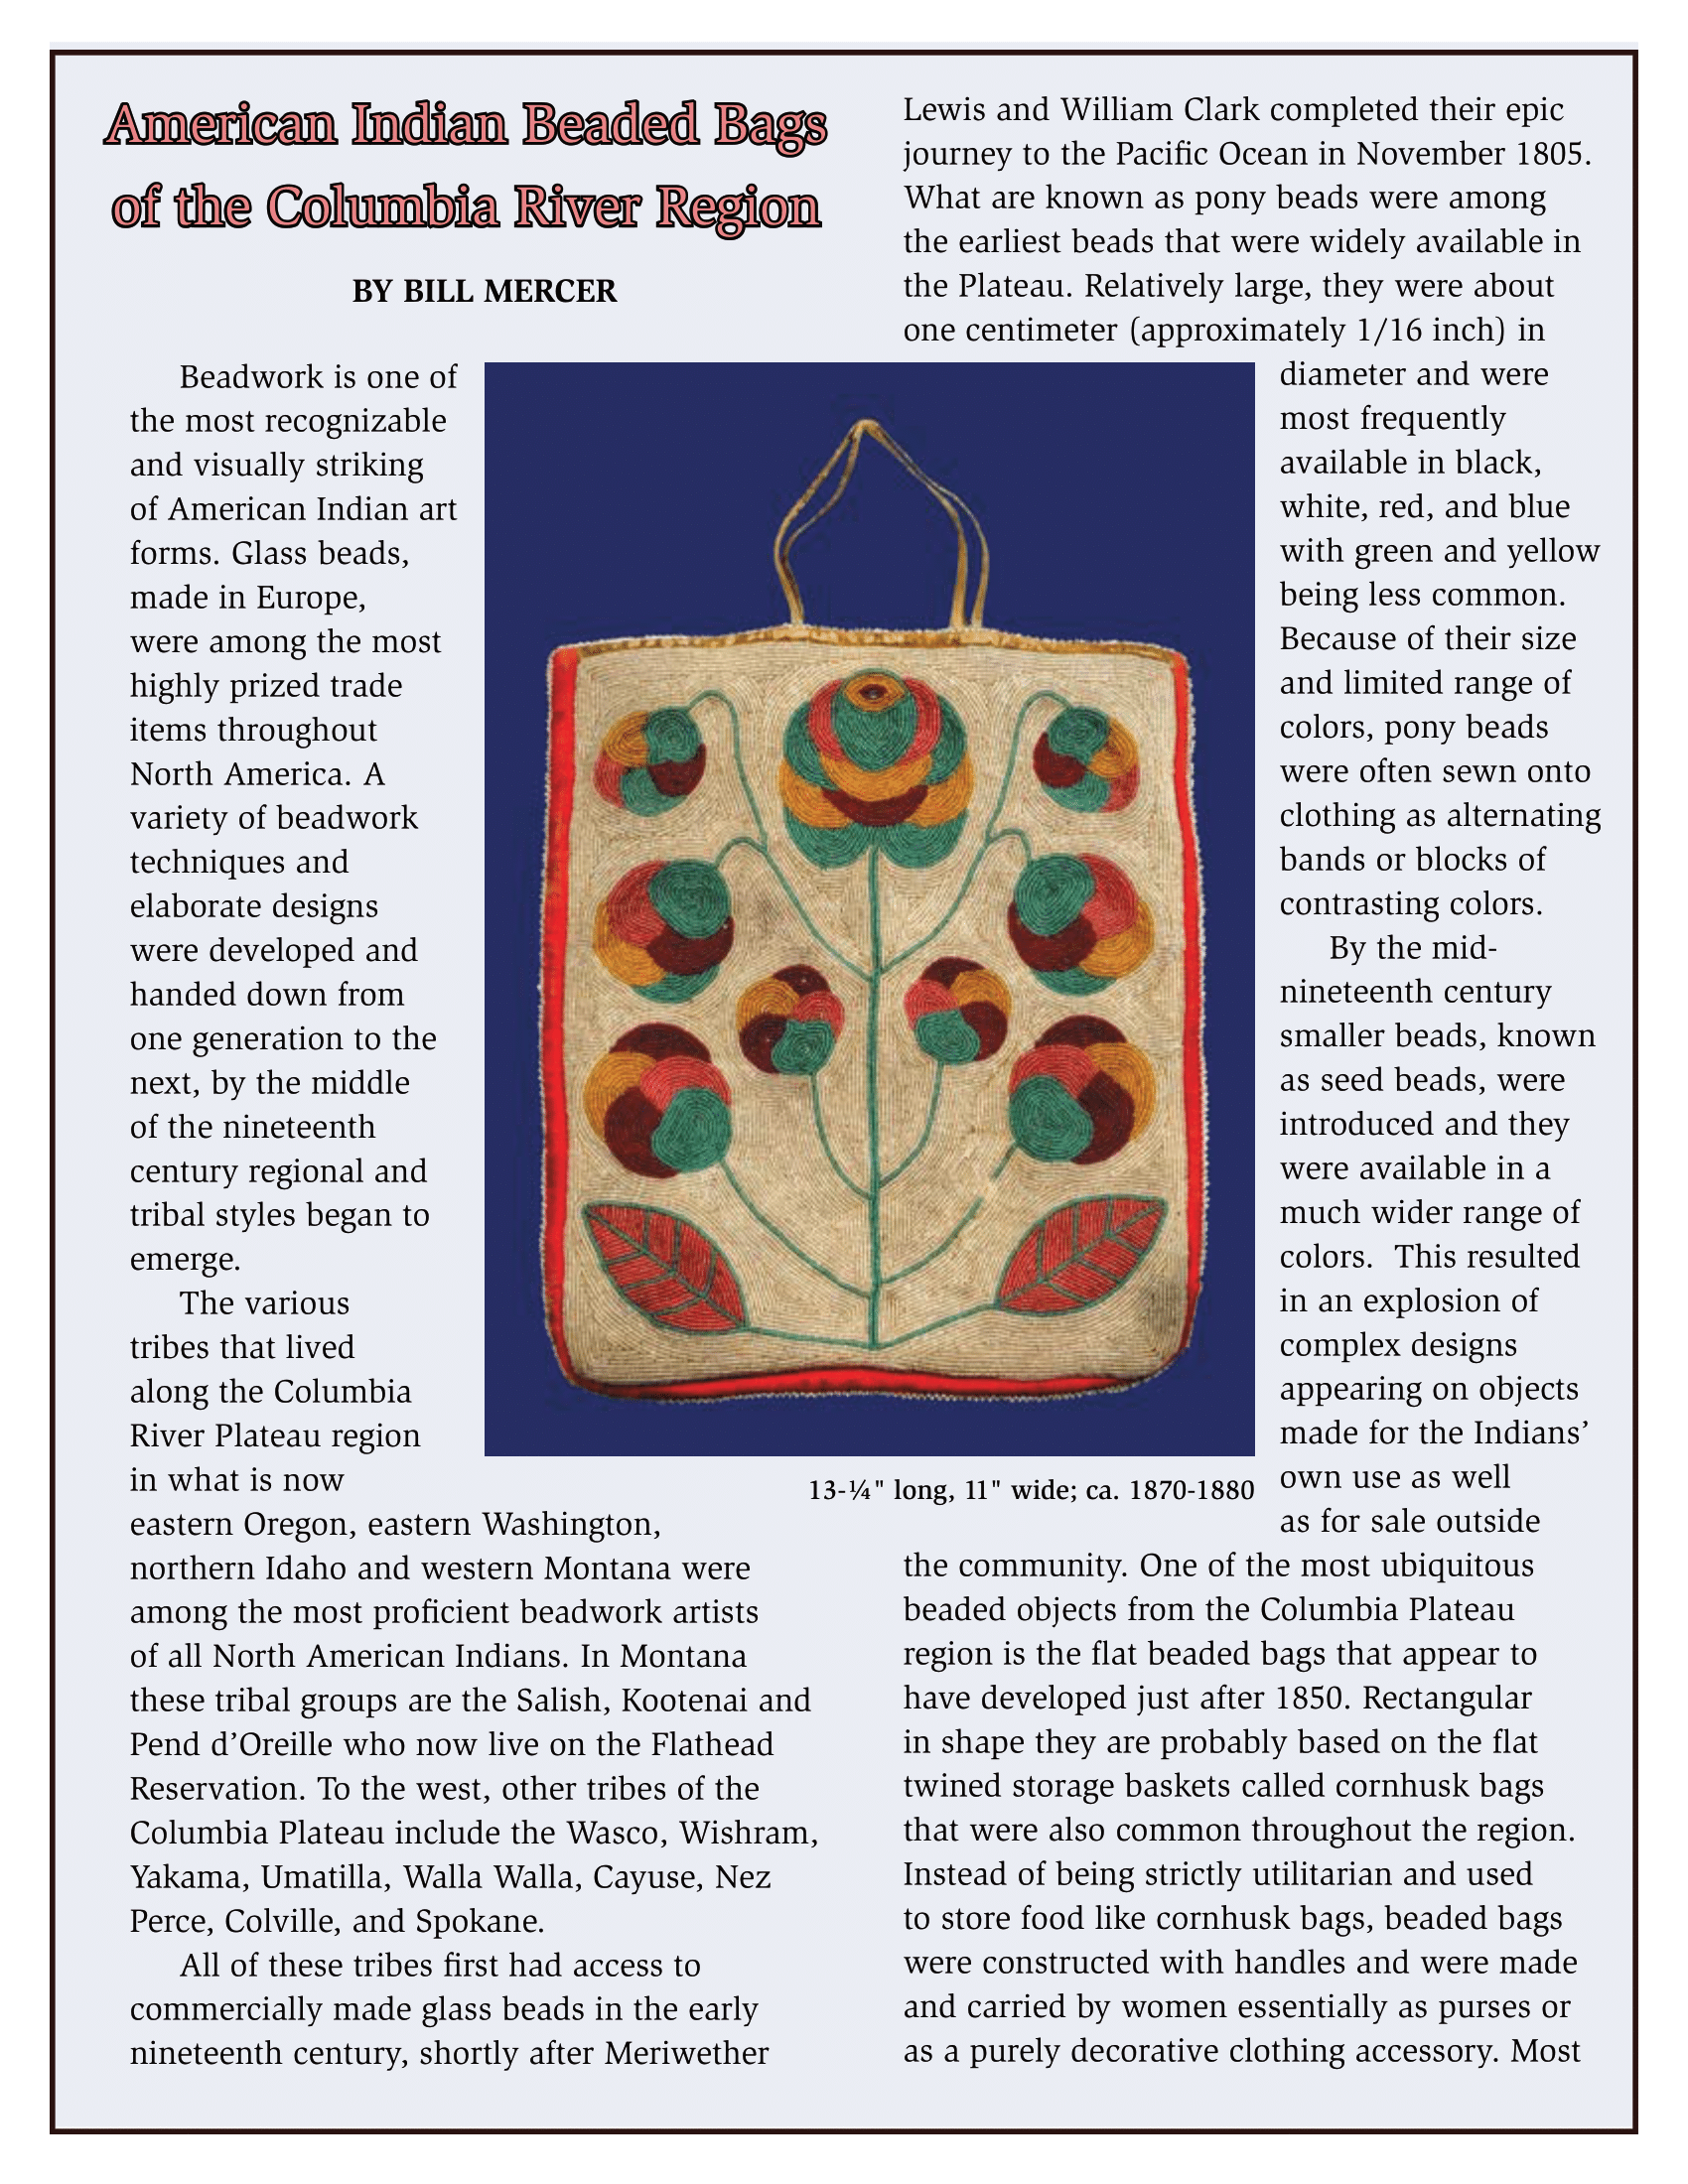 American Indian Beaded Bags
of the Columbia River Region
BY BILL MERCER
Beadwork is one of
the most recognizable
and visually striking
of American Indian art
forms. Glass beads,
made in Europe,
were among the most
highly prized trade
items throughout
North America. A
variety of beadwork
techniques and
elaborate designs
were developed and
handed down from
one generation to the
next, by the middle
of the nineteenth
century regional and
tribal styles began to
emerge.
The various
tribes that lived
along the Columbia
River Plateau region
in what is now
eastern Oregon, eastern Washington,
northern Idaho and western Montana were
among the most proficient beadwork artists
of all North American Indians. In Montana
these tribal groups are the Salish, Kootenai and
Pend d’Oreille who now live on the Flathead
Reservation. To the west, other tribes of the
Columbia Plateau include the Wasco, Wishram,
Yakama, Umatilla, Walla Walla, Cayuse, Nez
Perce, Colville, and Spokane.
All of these tribes first had access to
commercially made glass beads in the early
nineteenth century, shortly after Meriwether
Lewis and William Clark completed their epic
journey to the Pacific Ocean in November 1805.
What are known as pony beads were among
the earliest beads that were widely available in
the Plateau. Relatively large, they were about
one centimeter (approximately 1/16 inch) in
diameter and were
most frequently
available in black,
white, red, and blue
with green and yellow
being less common.
Because of their size
and limited range of
colors, pony beads
were often sewn onto
clothing as alternating
bands or blocks of
contrasting colors.
By the mid-
nineteenth century
smaller beads, known
as seed beads, were
introduced and they
were available in a
much wider range of
colors.  This resulted
in an explosion of
complex designs
appearing on objects
made for the Indians’
own use as well
as for sale outside
the community. One of the most ubiquitous
beaded objects from the Columbia Plateau
region is the flat beaded bags that appear to
have developed just after 1850. Rectangular
in shape they are probably based on the flat
twined storage baskets called cornhusk bags
that were also common throughout the region.
Instead of being strictly utilitarian and used
to store food like cornhusk bags, beaded bags
were constructed with handles and were made
and carried by women essentially as purses or
as a purely decorative clothing accessory. Most
13-¼" long, 11" wide; ca. 1870-1880